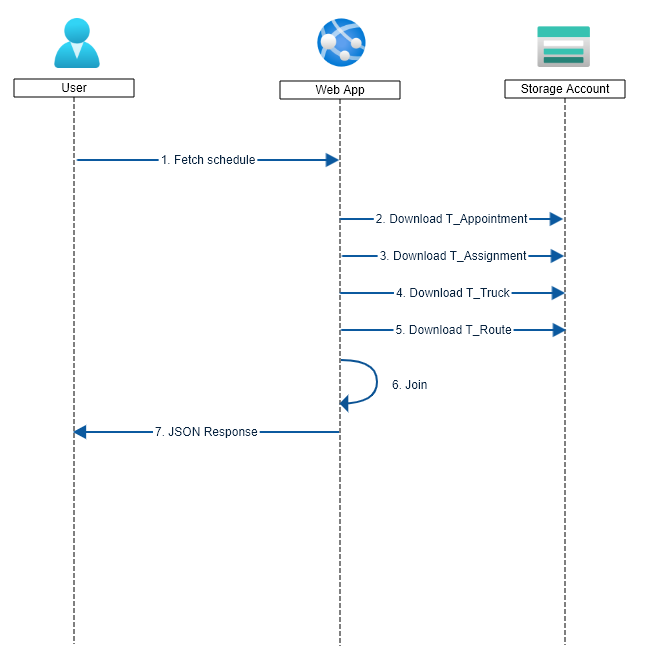 User
Web App
Storage Account
1. Fetch schedule
2. Download T_Appointment
3. Download T_Assignment
4. Download T_Truck
5. Download T_Route
6. Join
7. JSON Response